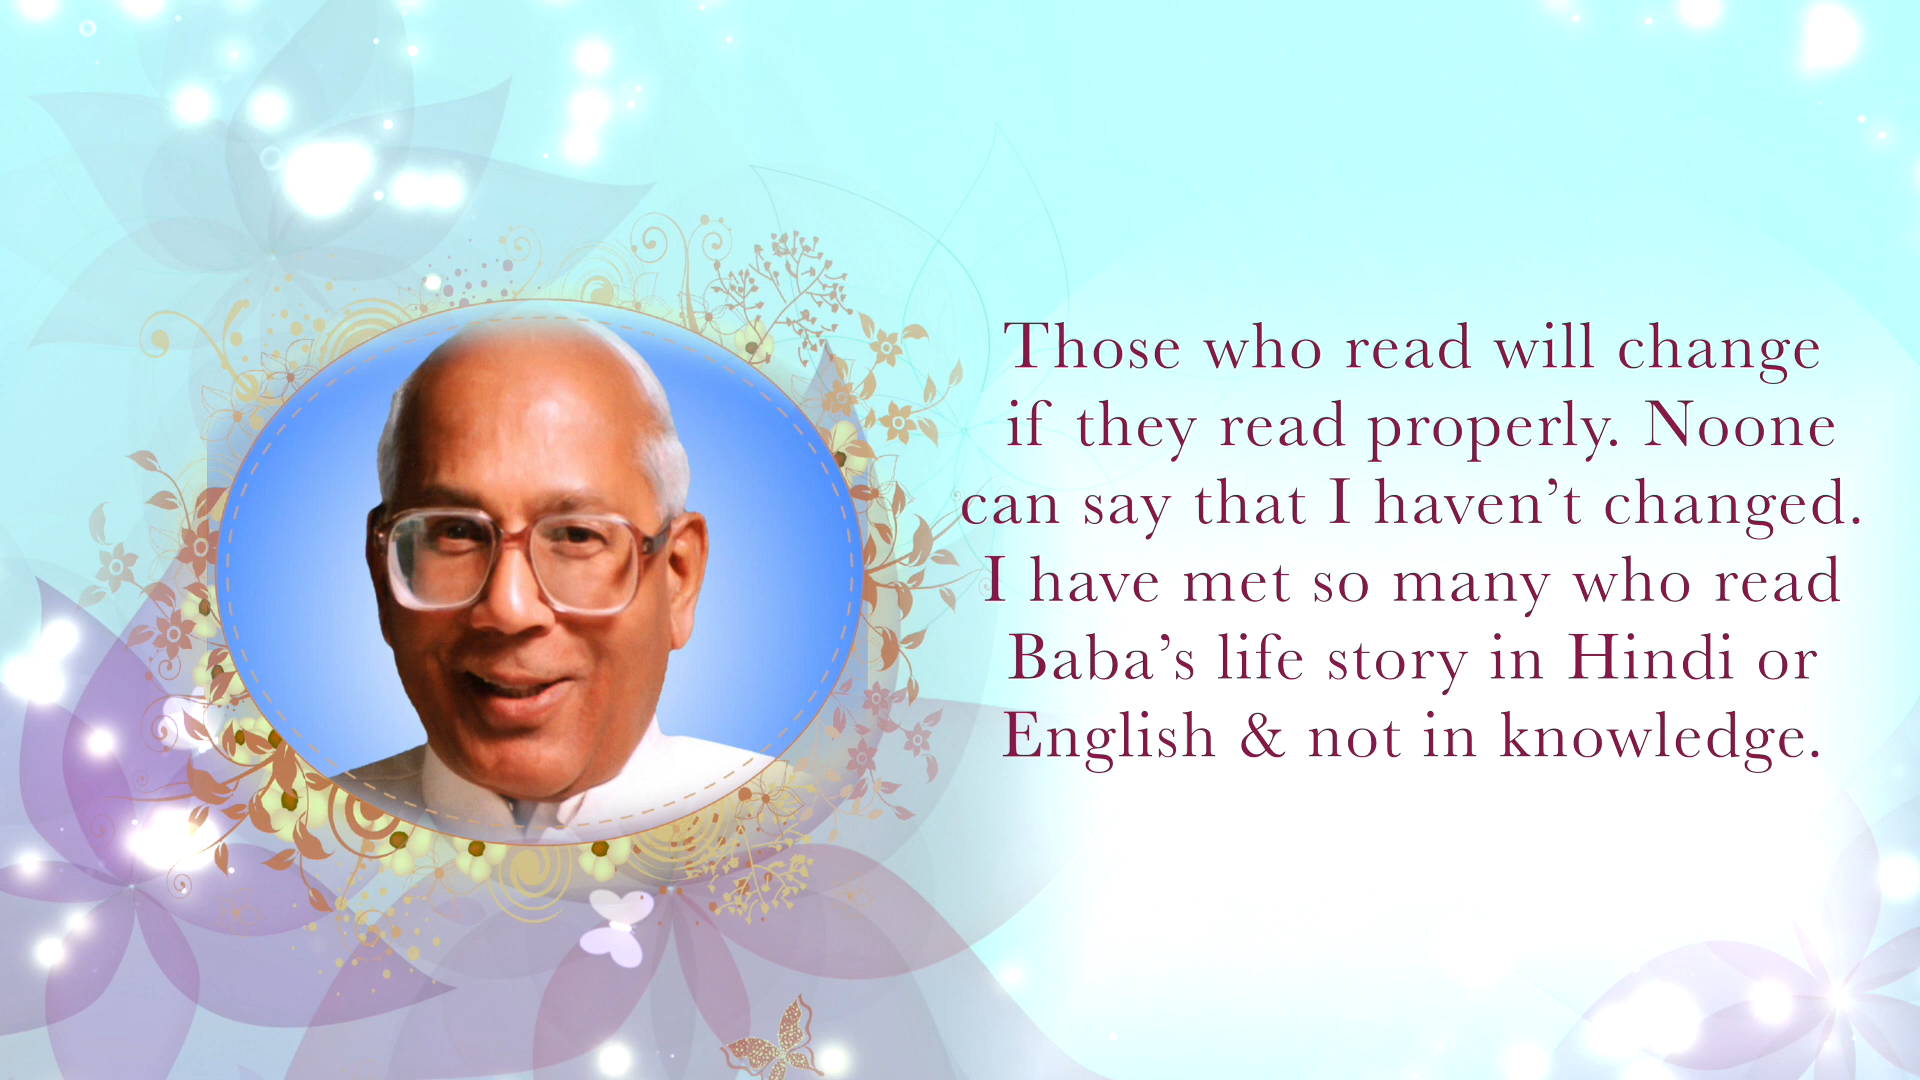 Those who read will change
if they read properly. Noone
can say that I haven’t changed.
I have met so many who read
Baba’s life story in Hindi or
English & not in knowledge.